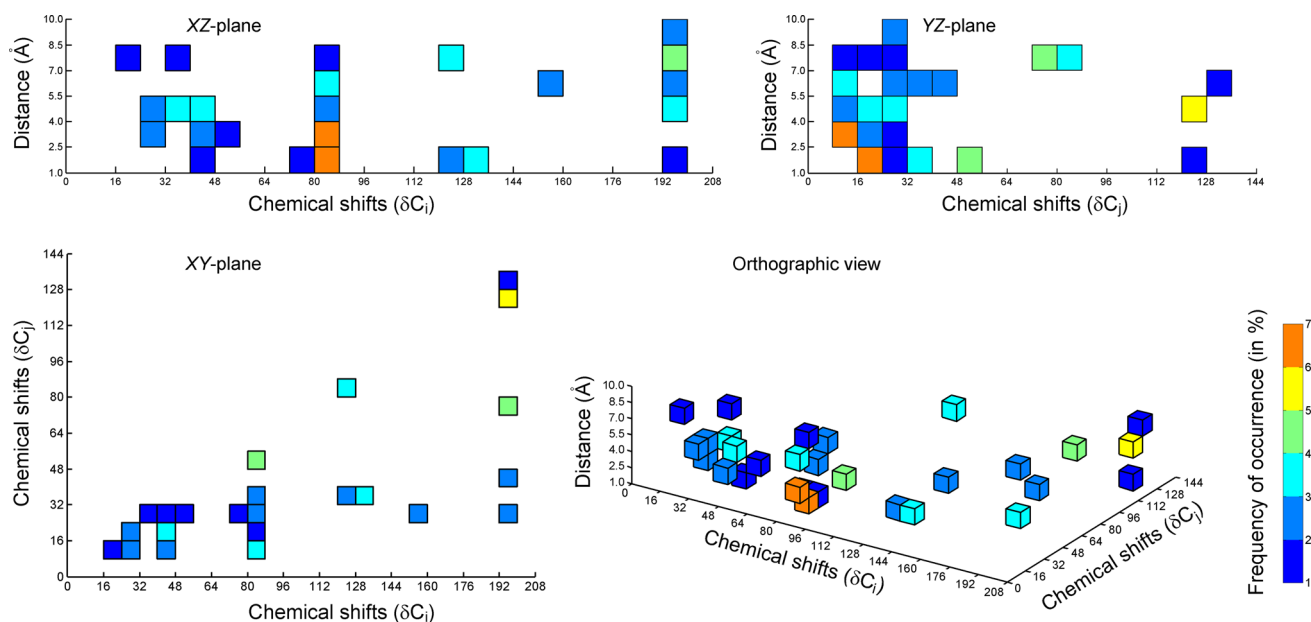 XZ-plane
Distance (Å)
10.0
8.5
7.0
5.5
4.0
2.5
1.0
0 16 32 48 64 80 96 112 128 144 160 176 192 208
Chemical shifts (δCi)
YZ-plane
Distance (Å)
10.0
8.5
7.0
5.5
4.0
2.5
1.0
0 16 32 48 64 80 96 112 128 144
Chemical shifts (δCj)
XY-plane
Chemical shifts (δCj)
144
128
112
96
80
64
48
32
16
0
0 16 32 48 64 80 96 112 128 144 160 176 192 208
Chemical shifts (δCi)
Orthographic view
Distance (Å)
10.0
8.5
7.0
5.5
4.0
2.5
1.0
0 16 32 48 64 80 96 112 128 144 160 176 192 208
Chemical shifts (δCi)
0 16 32 48 64 80 96 112 128 144
Chemical shifts (δCj)
Frequency of occurrence (in %)
7
6
5
4
3
2
1